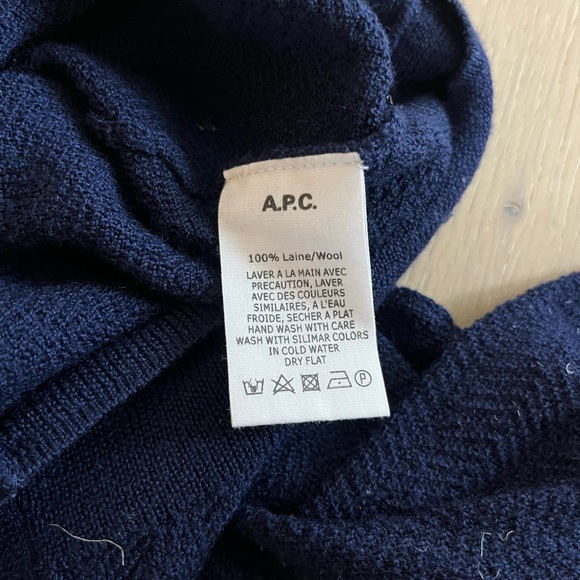 A.P.C.
100% Laine/Wool
LAVER A LA MAIN AVEC
PRECAUTION, LAVER
AVEC DES COULEURS
SIMILAIRES, A L'EAU
FROIDE, SECHER A PLAT
HAND WASH WITH CARE
WASH WITH SILIMAR COLORS
IN COLD WATER
DRY FLAT
P